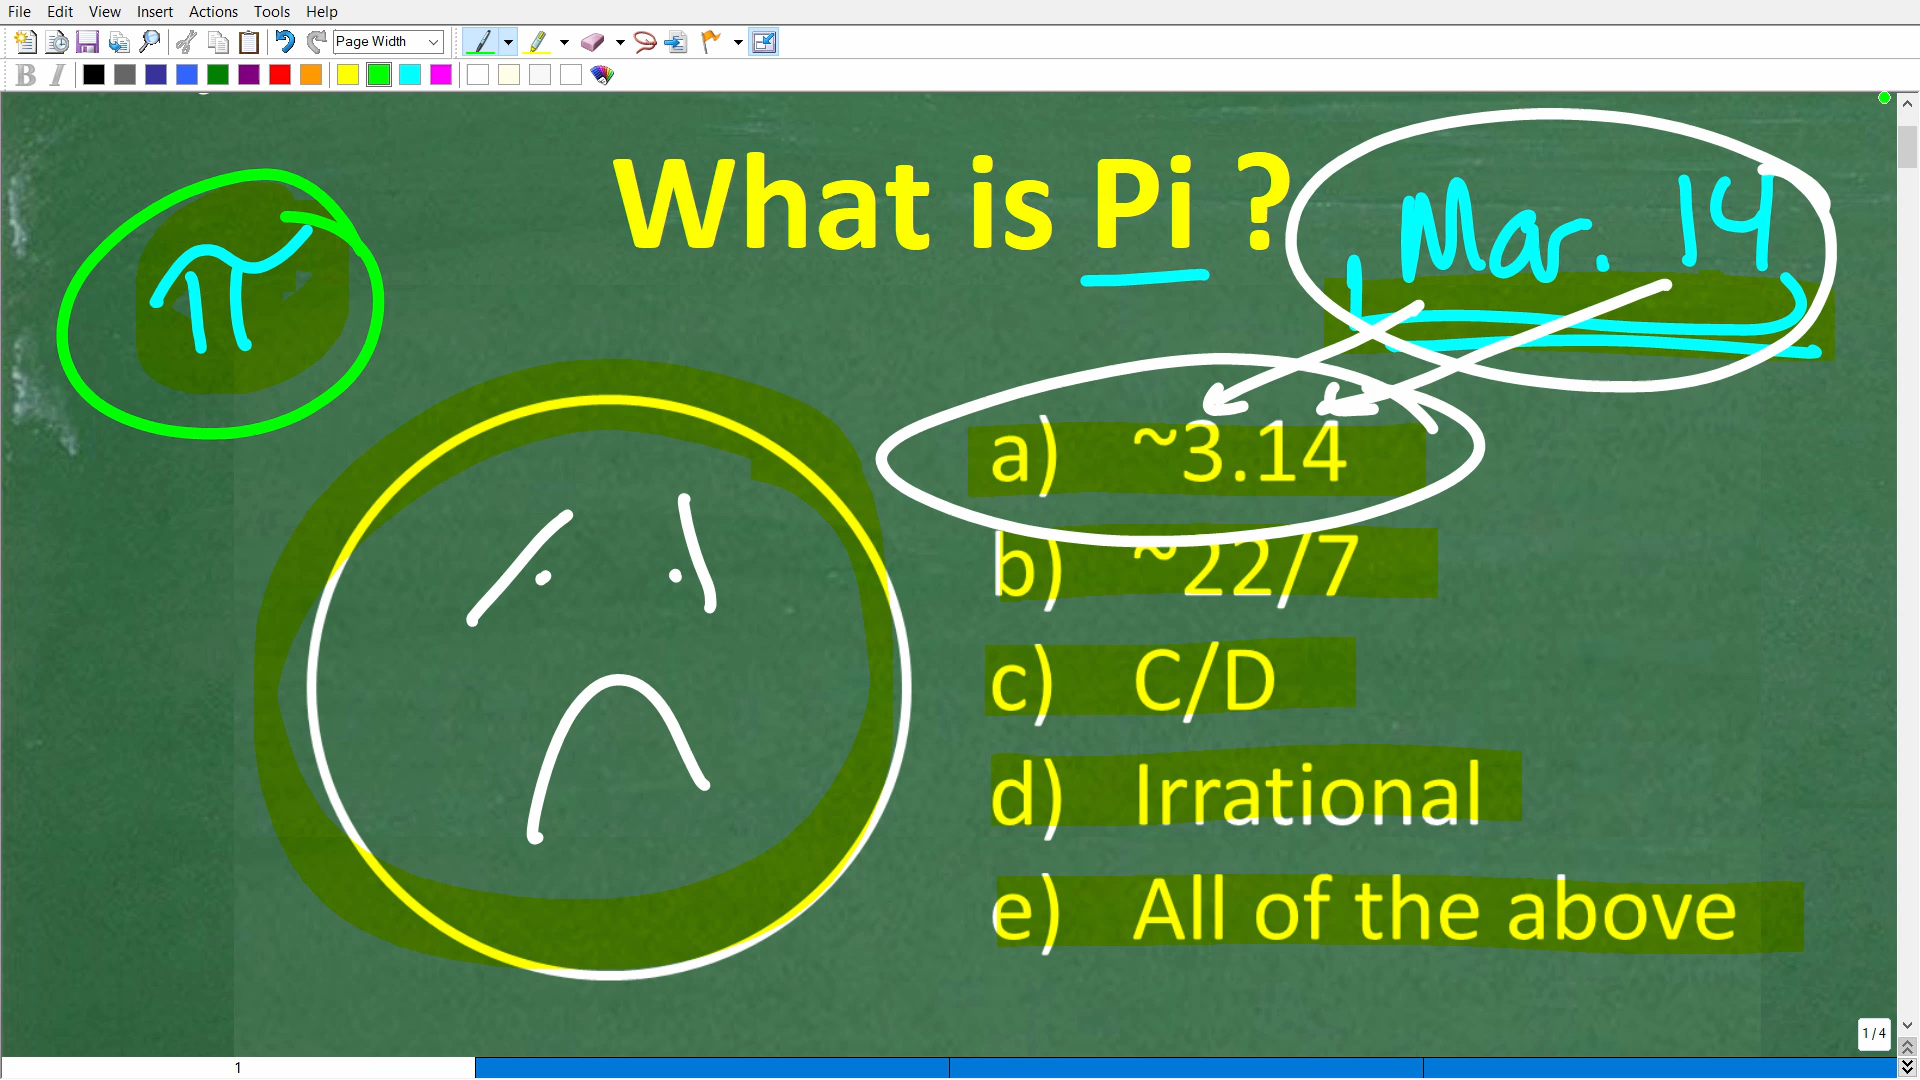 File Edit View Insert Actions Tools Help
Page Width
B I
What is Pi ?
Mar. 14
π
a) ~3.14
b) ~22/7
c) C/D
d) Irrational
e) All of the above
1 / 4
1